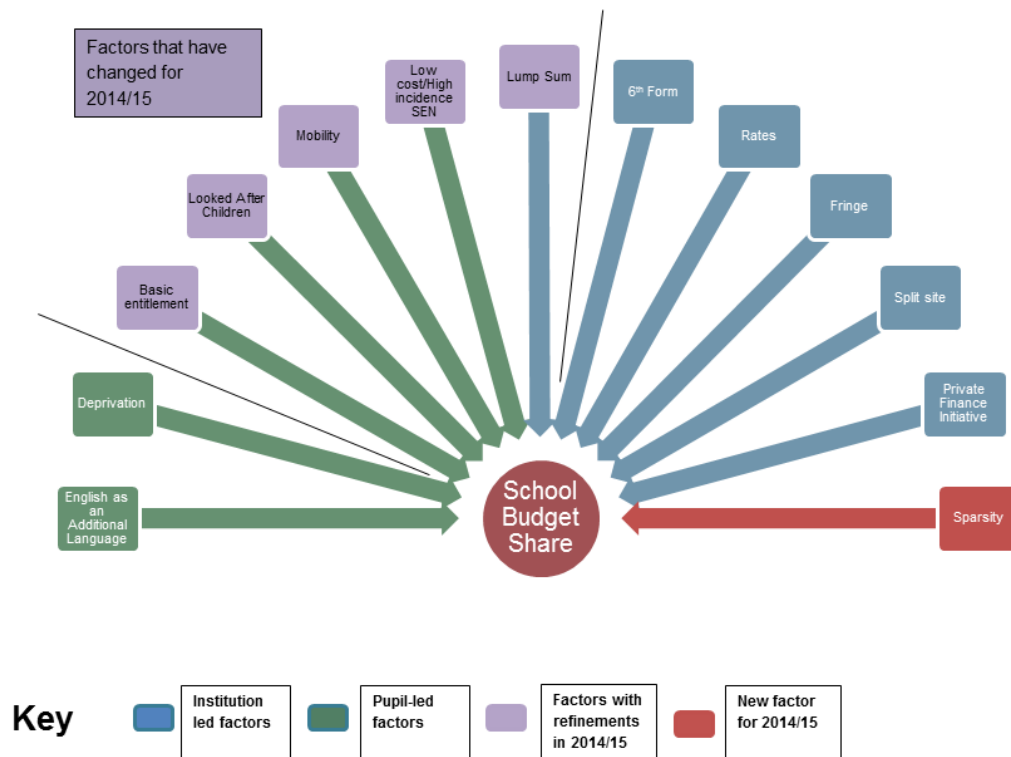 Factors that have
changed for
2014/15
Low
cost/High
incidence
SEN
Lump Sum
6th Form
Mobility
Rates
Looked After
Children
Fringe
Basic
entitlement
Split site
Deprivation
Private
Finance
Initiative
English as
an
Additional
Language
School
Budget
Share
Sparsity
Key
Institution
led factors
Pupil-led
factors
Factors with
refinements
in 2014/15
New factor
for 2014/15